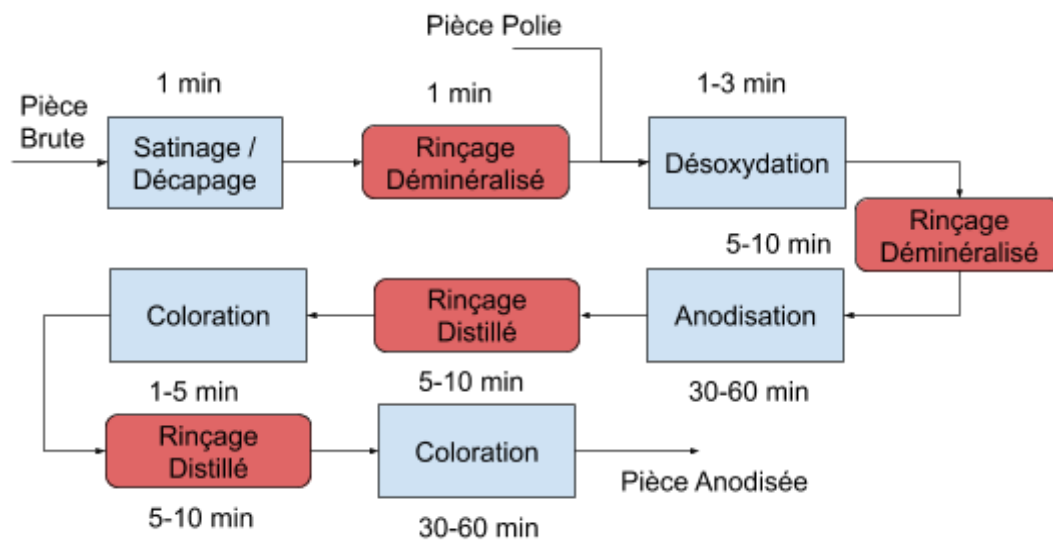 Pièce Polie
1 min
1 min
1-3 min
Pièce
Brute
Satinage /
Décapage
Rinçage
Déminéralisé
Désoxydation
Rinçage
Déminéralisé
5-10 min
Coloration
Rinçage
Distillé
Anodisation
1-5 min
5-10 min
30-60 min
Rinçage
Distillé
Coloration
Pièce Anodisée
5-10 min
30-60 min